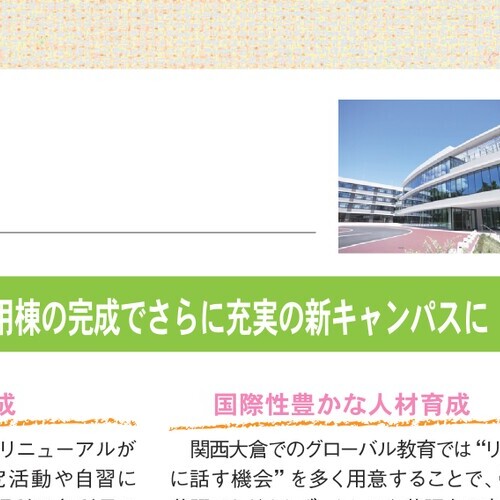 用棟の完成でさらに充実の新キャンパスに
成
リニューアルが
定活動や自習に
国際性豊かな人材育成
関西大倉でのグローバル教育では“リ
に話す機会”を多く用意することで、